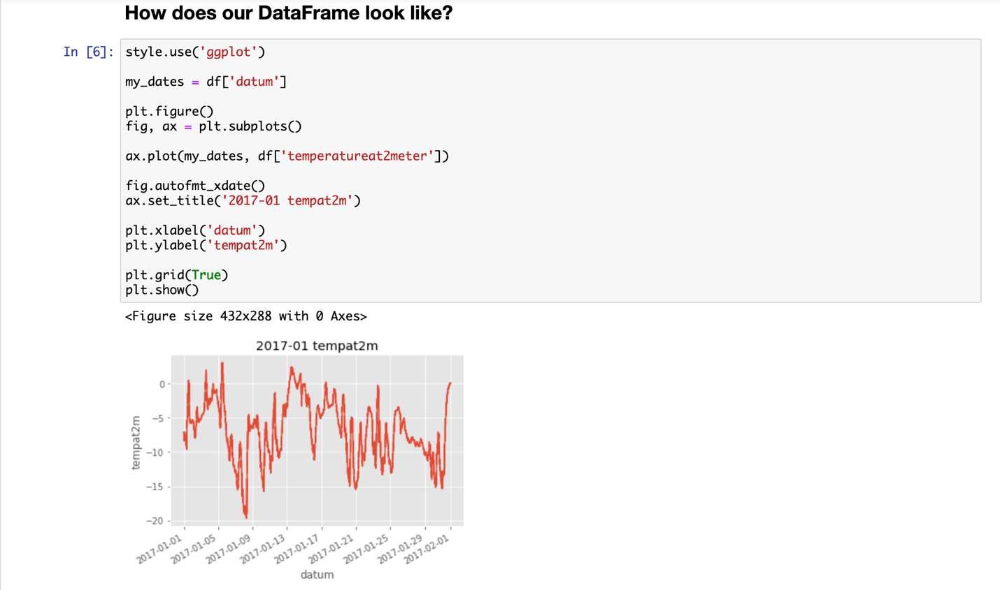 How does our DataFrame look like?
In [6]:
style.use('ggplot')
my_dates = df['datum']
plt.figure()
fig, ax = plt.subplots()
ax.plot(my_dates, df['temperatureat2meter'])
fig.autofmt_xdate()
ax.set_title('2017-01 tempat2m')
plt.xlabel('datum')
plt.ylabel('tempat2m')
plt.grid(True)
plt.show()
<Figure size 432x288 with 0 Axes>
2017-01 tempat2m
tempat2m
0
−5
−10
−15
−20
2017-01-01
2017-01-05
2017-01-09
2017-01-13
2017-01-17
2017-01-21
2017-01-25
2017-01-29
2017-02-01
datum